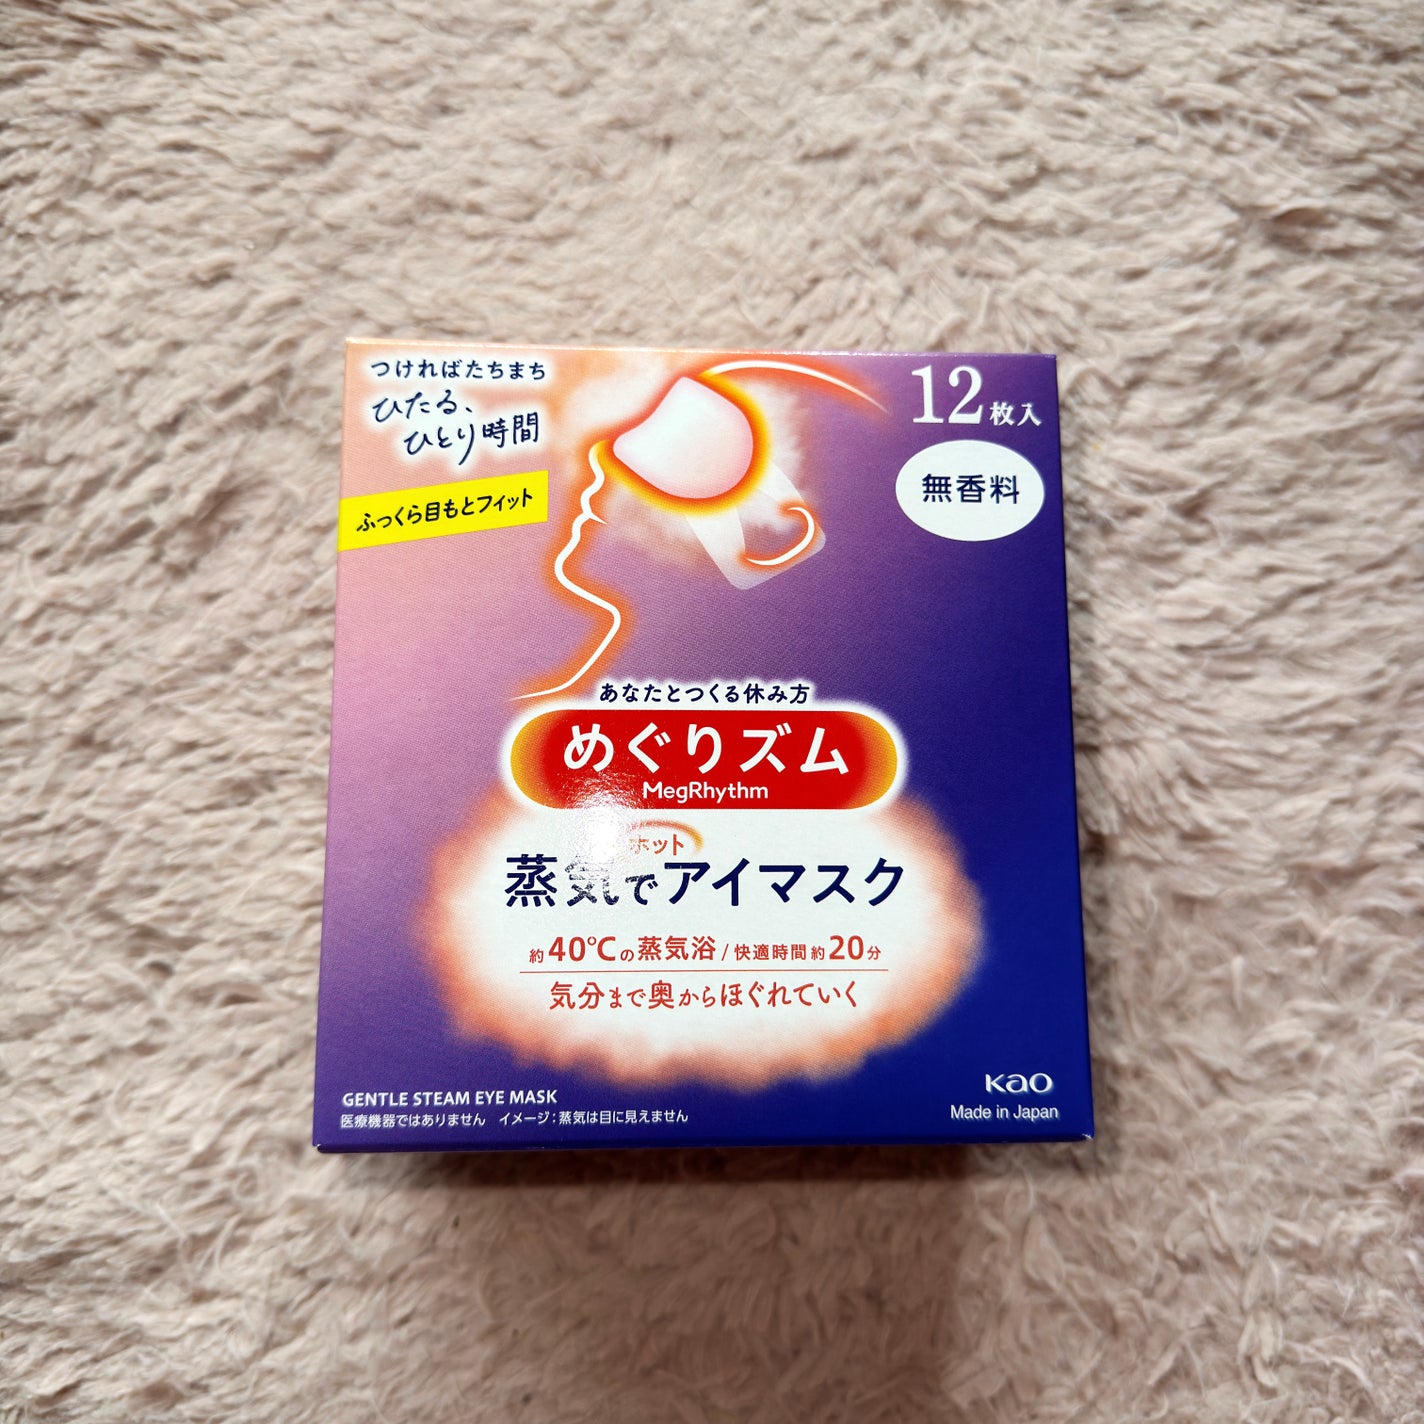 つければたちまち
ひたる、
ひとり時間
ふっくら目もとフィット
12枚入
無香料
あなたとつくる休み方
めぐりズム
MegRhythm
ホット
蒸気でアイマスク
約40℃の蒸気浴/快適時間約20分
気分まで奥からほぐれていく
GENTLE STEAM EYE MASK
医療機器ではありません イメージ:蒸気は目に見えません
Kao
Made in Japan